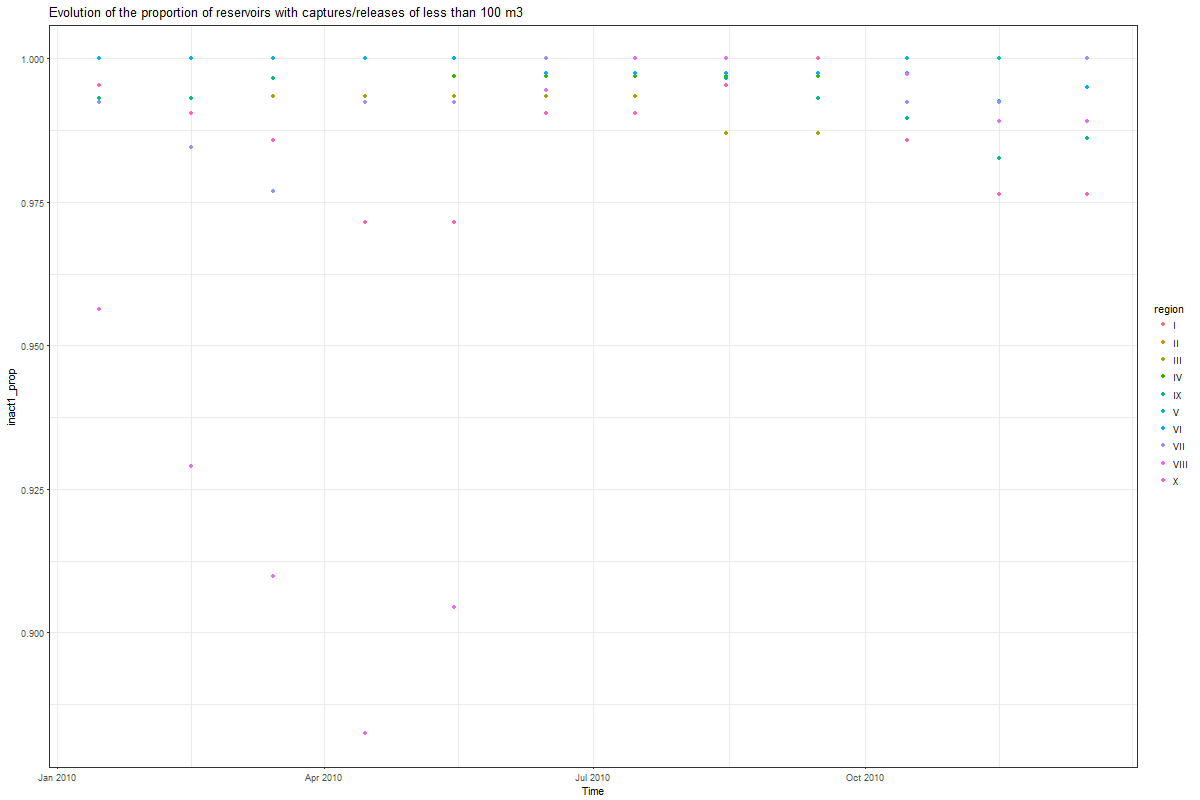 Evolution of the proportion of reservoirs with captures/releases of less than 100 m3
1.000
0.975
0.950
0.925
0.900
inact1_prop
Jan 2010
Apr 2010
Jul 2010
Oct 2010
Time
region
I
II
III
IV
IX
V
VI
VII
VIII
X